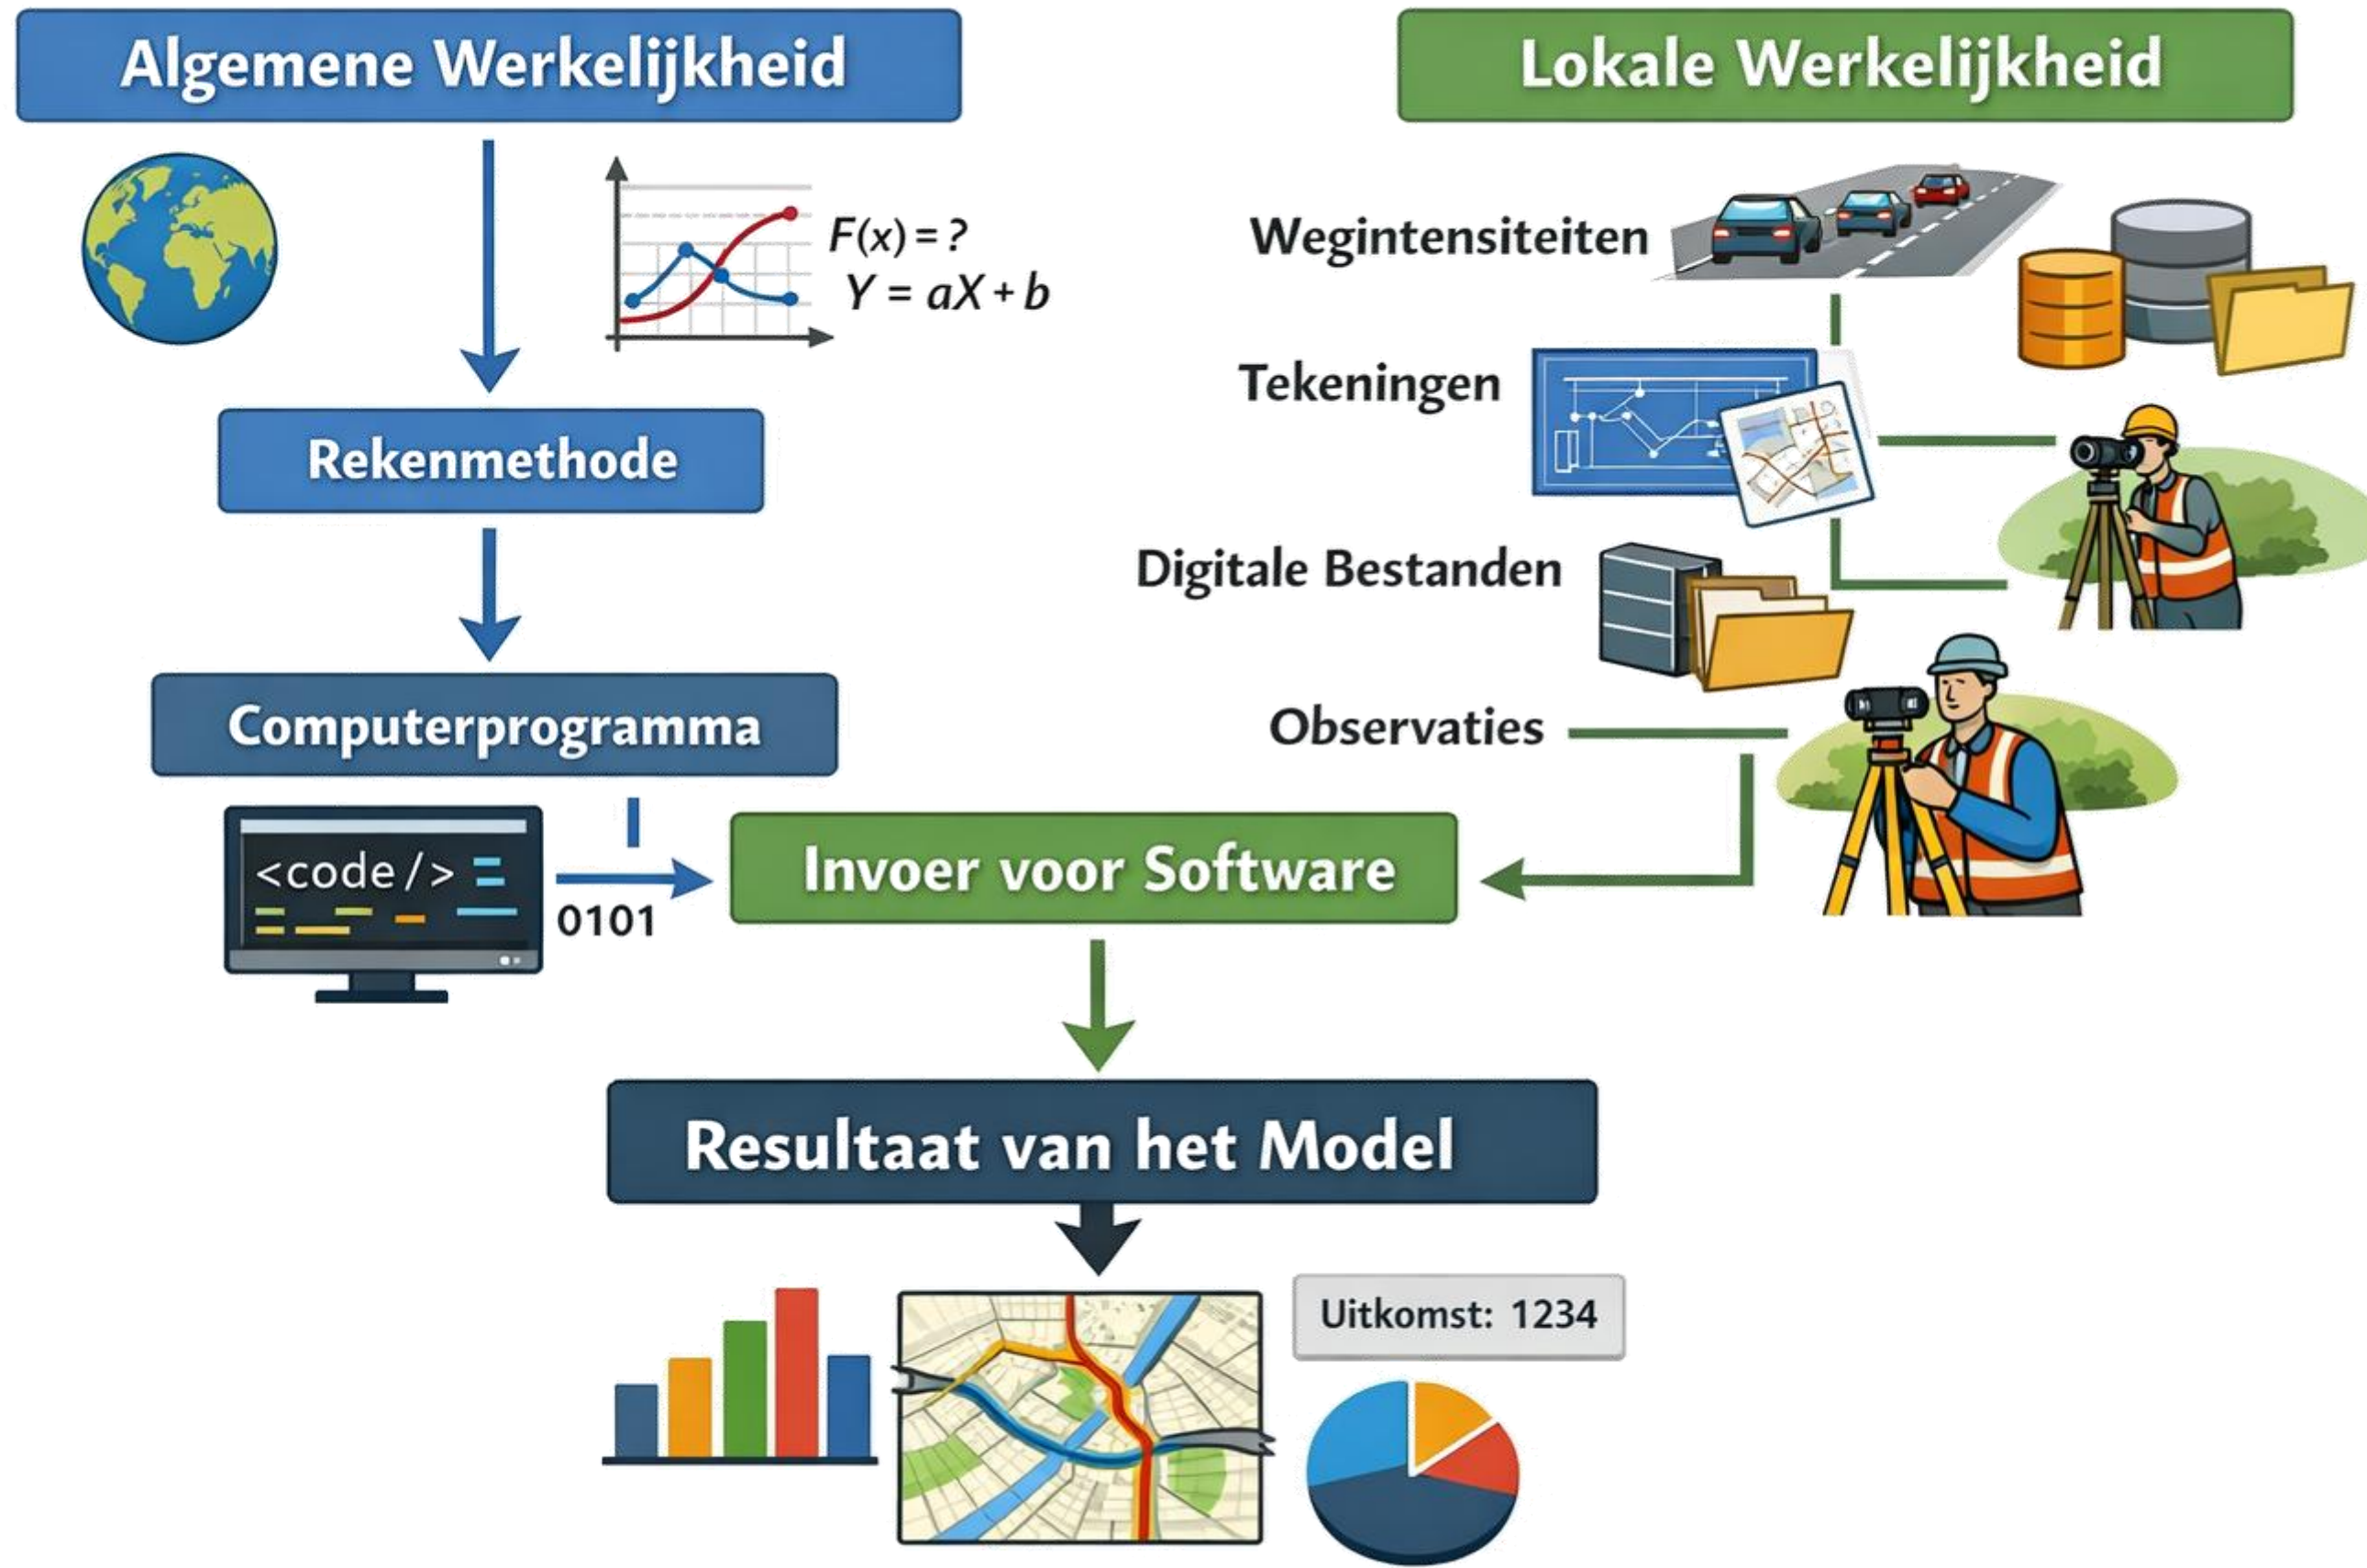 Algemene Werkelijkheid
Lokale Werkelijkheid
F(x) = ?
Y = aX + b
Wegintensiteiten
Tekeningen
Rekenmethode
Digitale Bestanden
Computerprogramma
Observaties
<code/>
0101
Invoer voor Software
Resultaat van het Model
Uitkomst: 1234